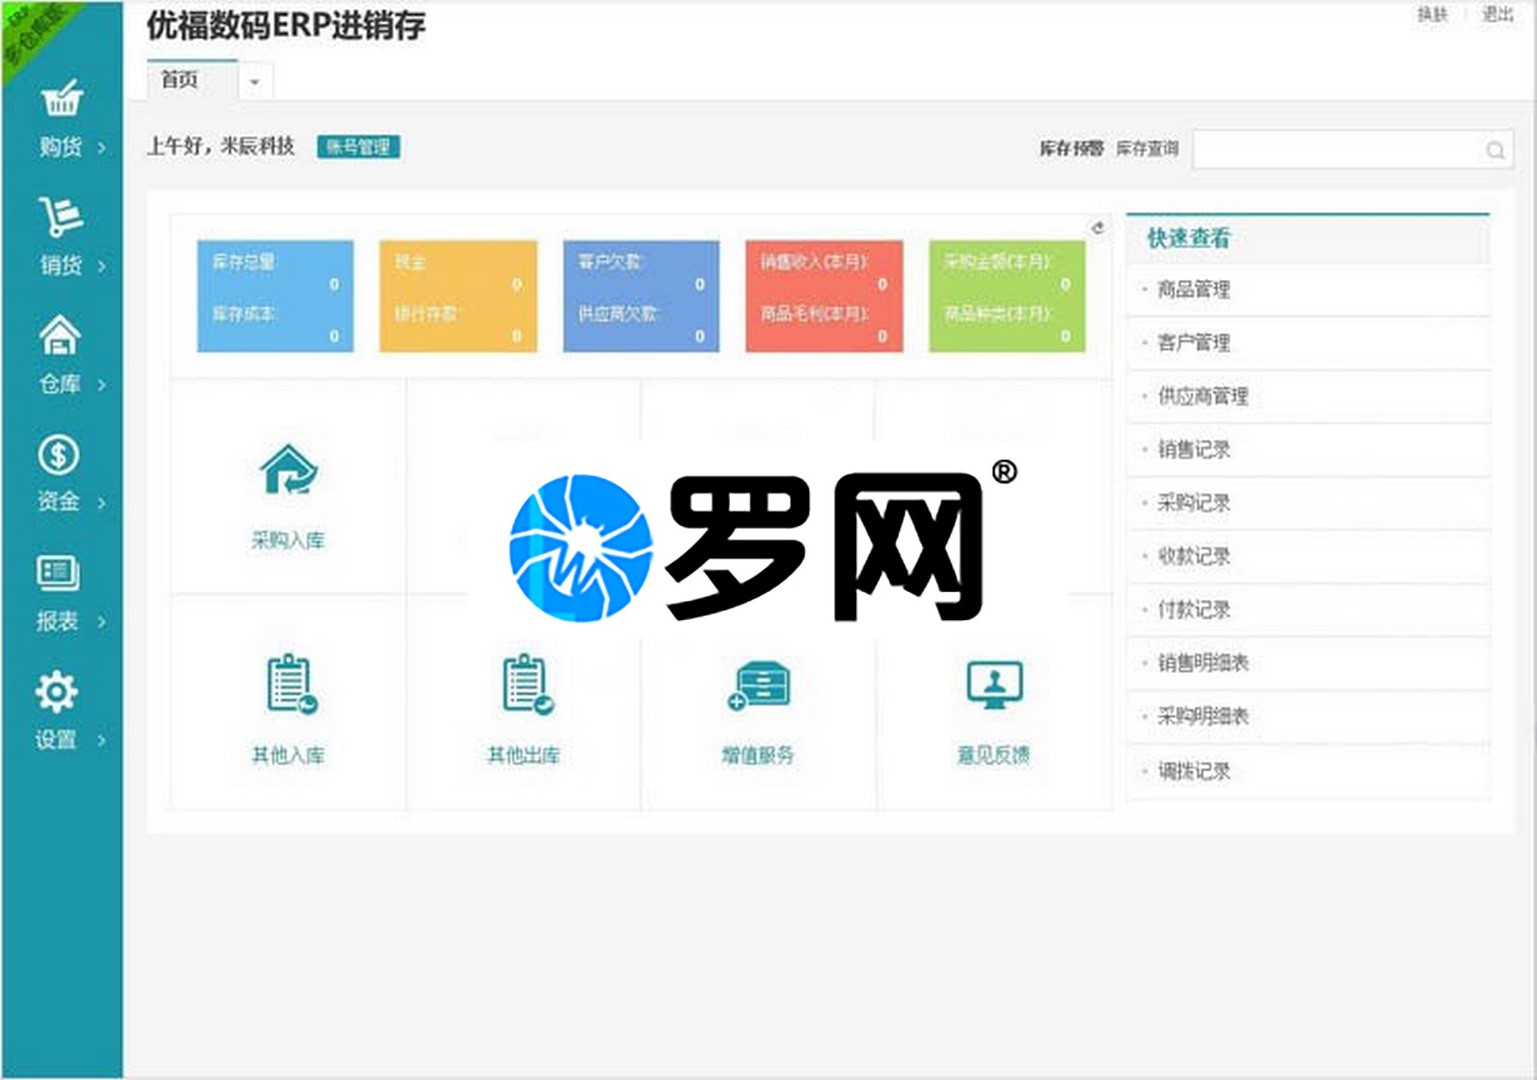 ERP
多仓库版
优福数码ERP进销存
换肤
退出
首页
上午好，米辰科技
账号管理
库存预警
库存查询
购货
销货
仓库
资金
报表
设置
库存总量:
0
库存成本:
0
现金
0
银行存款:
0
客户欠款:
0
供应商欠款:
0
销售收入(本月):
0
商品毛利(本月):
0
采购金额(本月):
0
商品种类(本月):
0
采购入库
罗网®
其他入库
其他出库
增值服务
意见反馈
快速查看
商品管理
客户管理
供应商管理
销售记录
采购记录
收款记录
付款记录
销售明细表
采购明细表
调拨记录